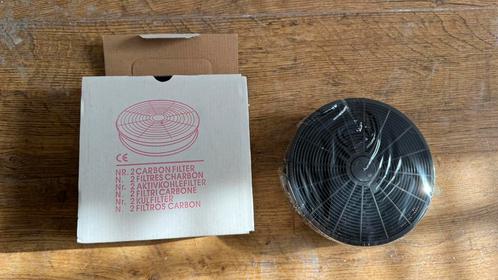 CE
NR. 2 CARBON FILTER
N. 2 FILTRES CHARBON
Nr. 2 AKTIVKOHLEFILTER
N. 2 FILTRI CARBONE
Nr. 2 KULFILTER
N. 2 FILTROS CARBON